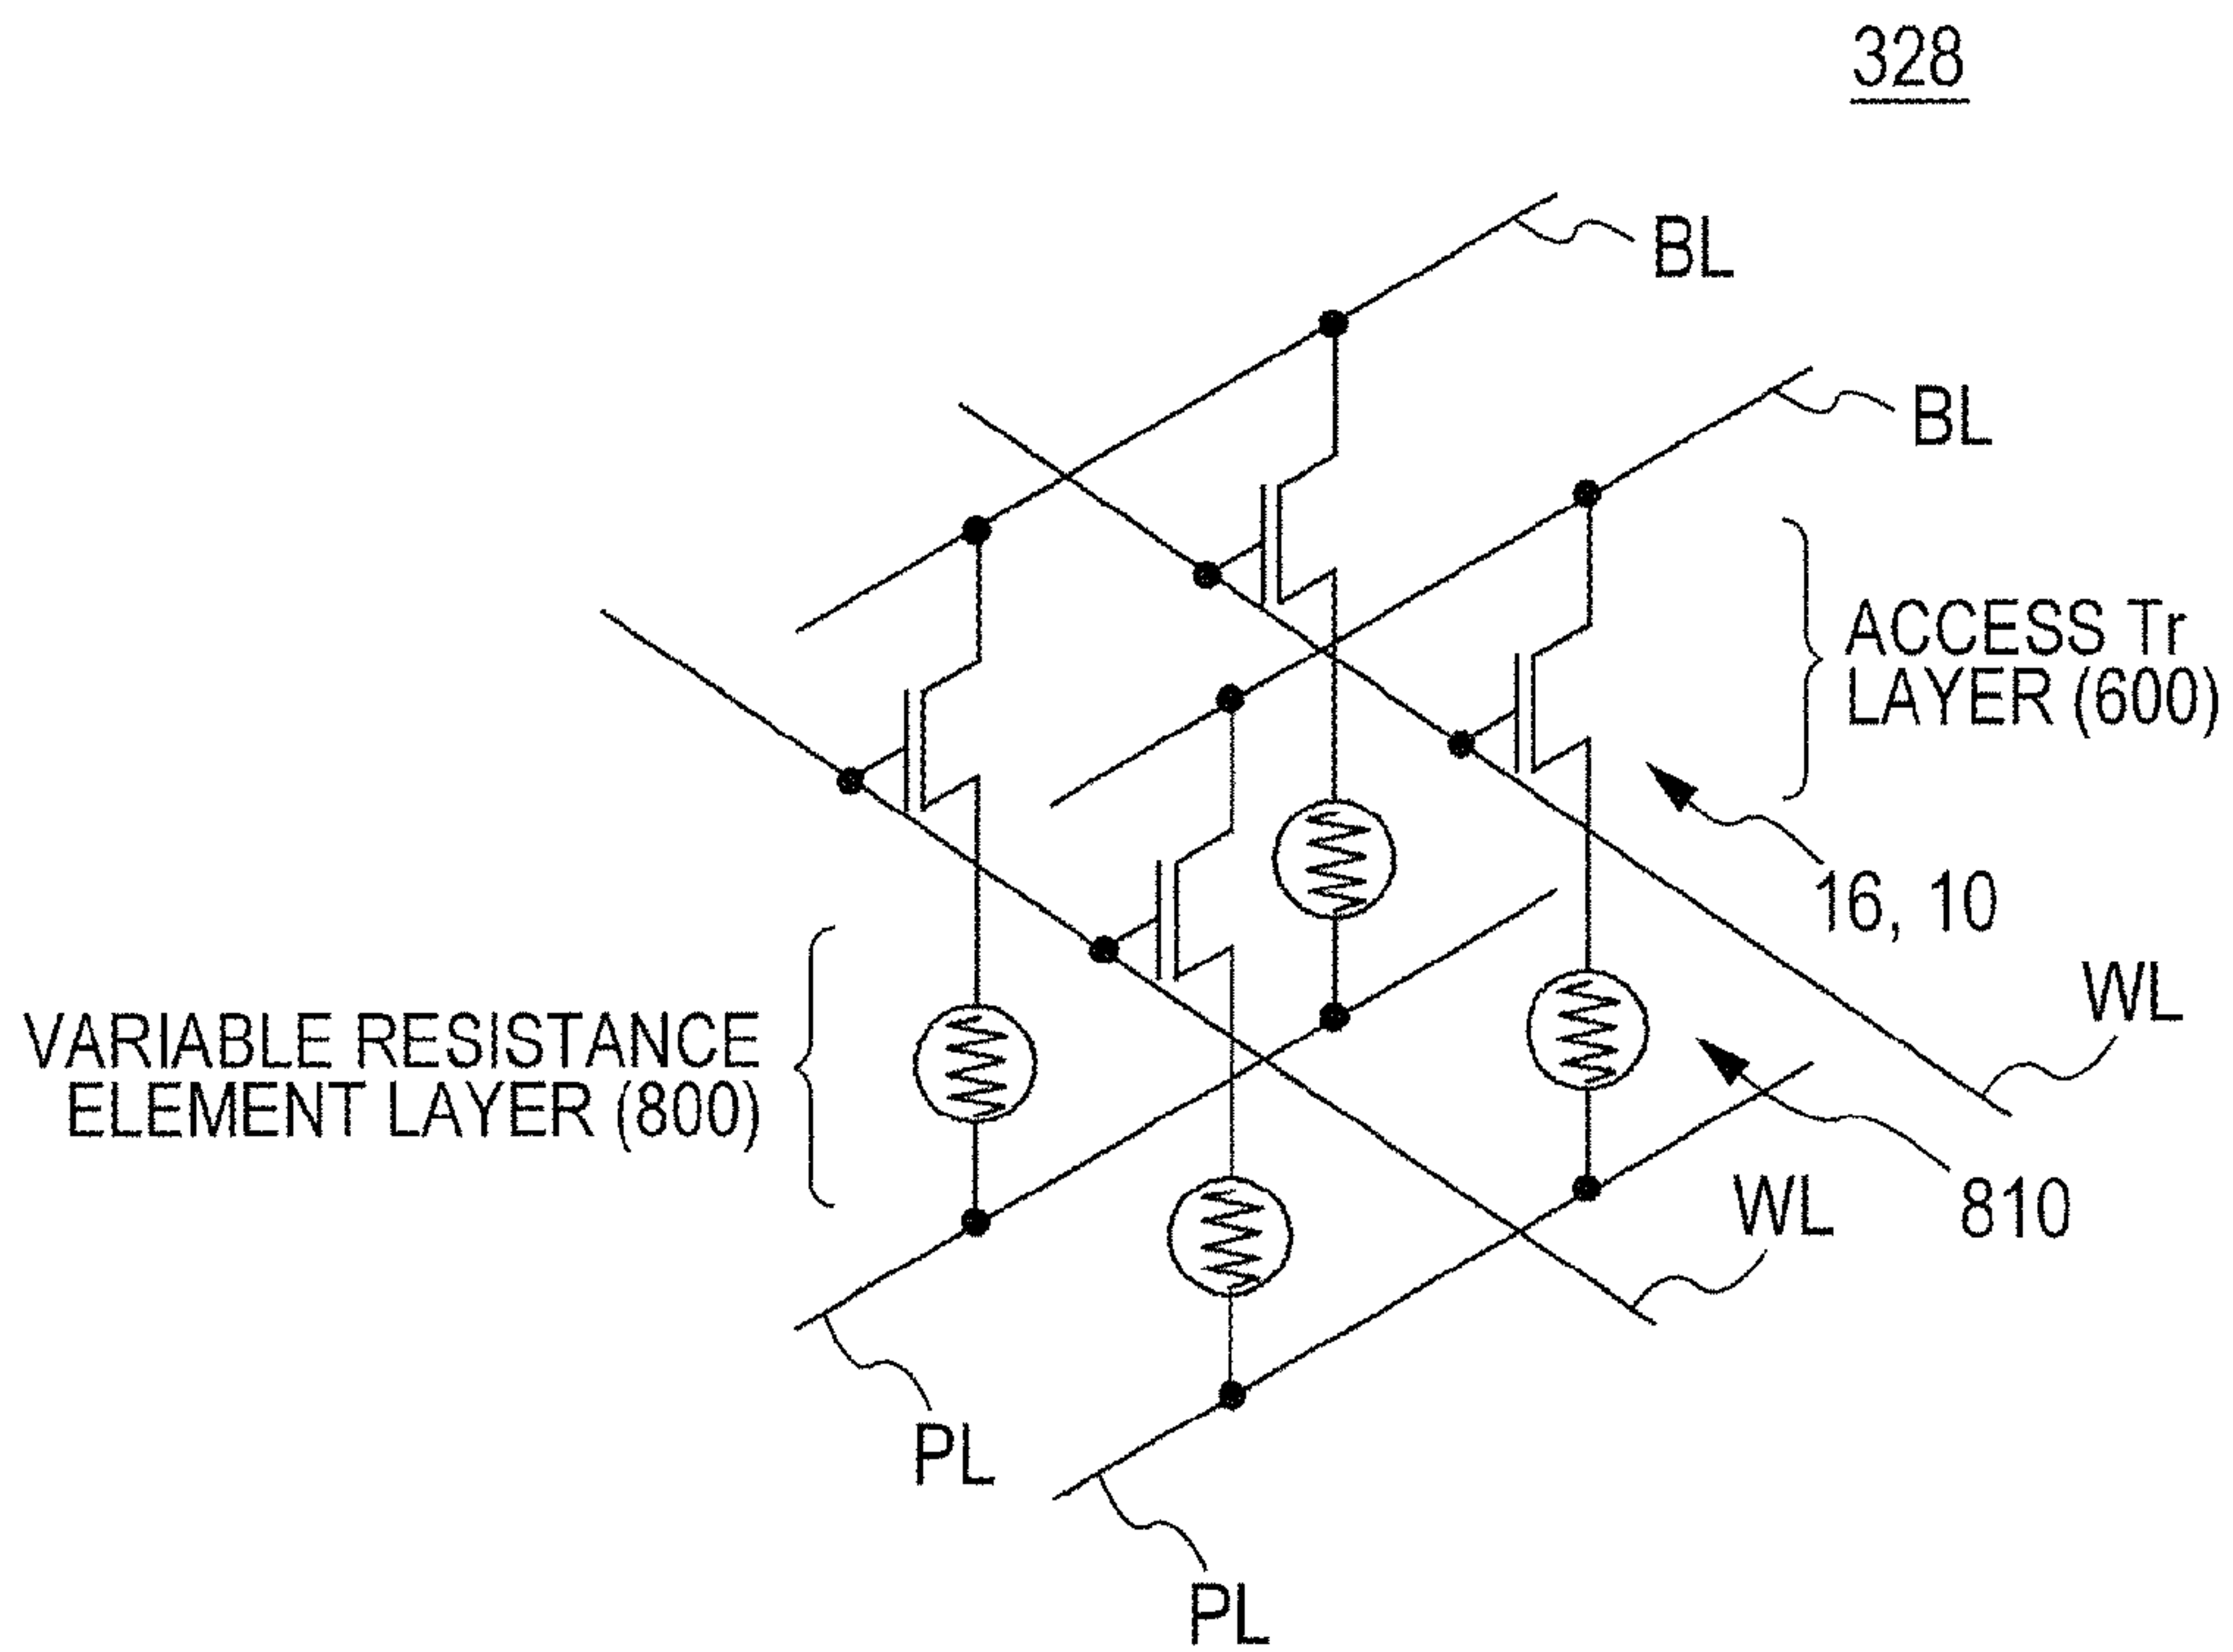 328
BL
BL
ACCESS Tr
LAYER (600)
16, 10
WL
VARIABLE RESISTANCE
ELEMENT LAYER (800)
WL
810
PL
PL